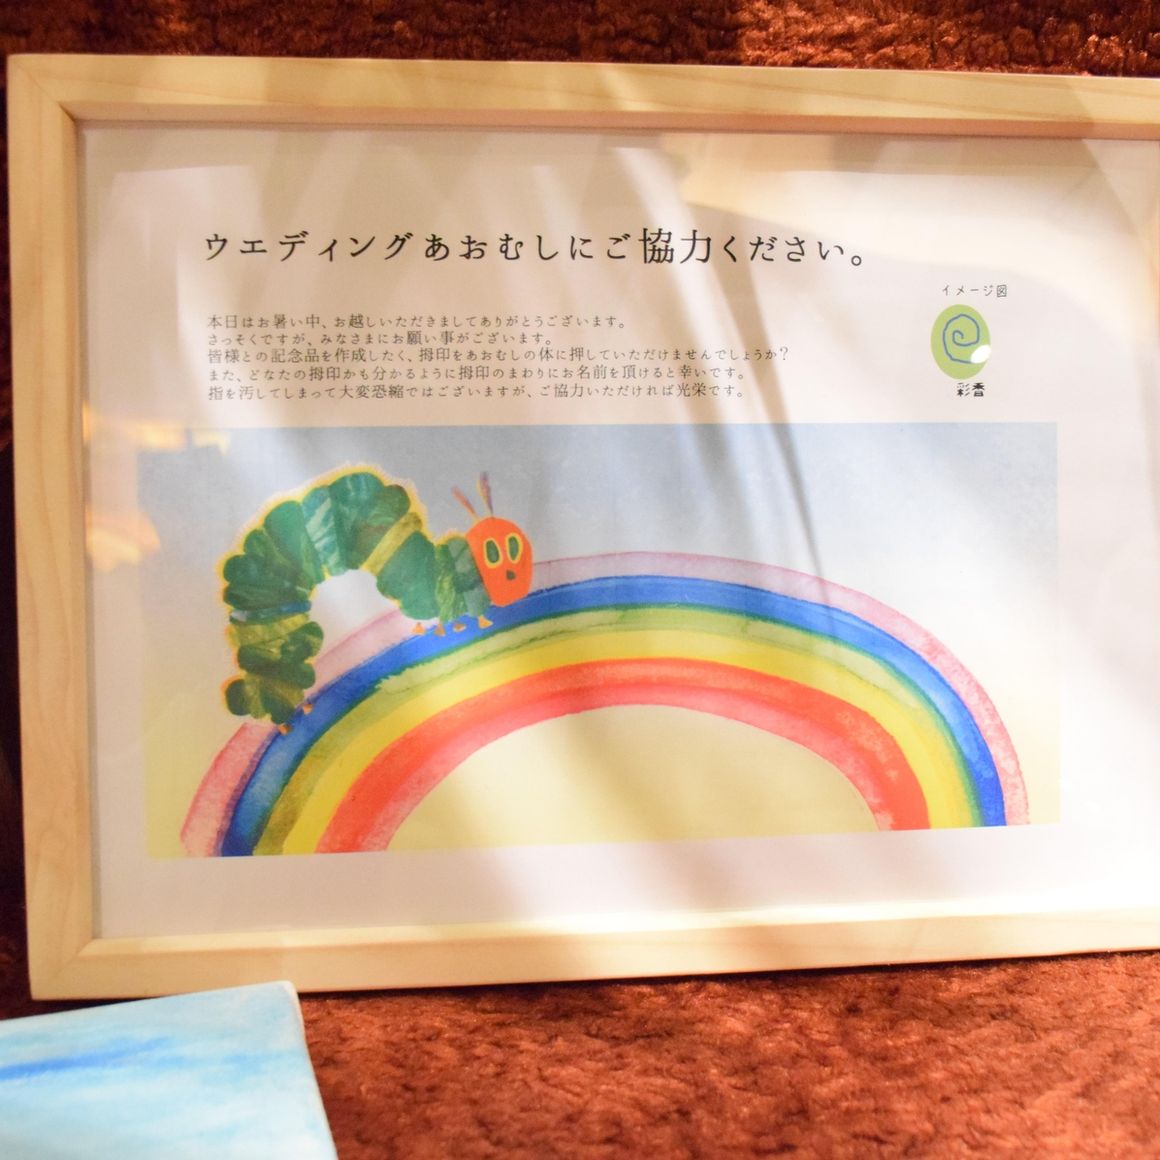 ウエディングあおむしにご協力ください。
本日はお暑い中、お越しいただきましてありがとうございます。
さっそくですが、みなさまにお願い事がございます。
皆様との記念品を作成したく、拇印をあおむしの体に押していただけませんでしょうか？
また、どなたの拇印かも分かるように拇印のまわりにお名前を頂けると幸いです。
指を汚してしまって大変恐縮ではございますが、ご協力いただければ光栄です。
イメージ図
彩香